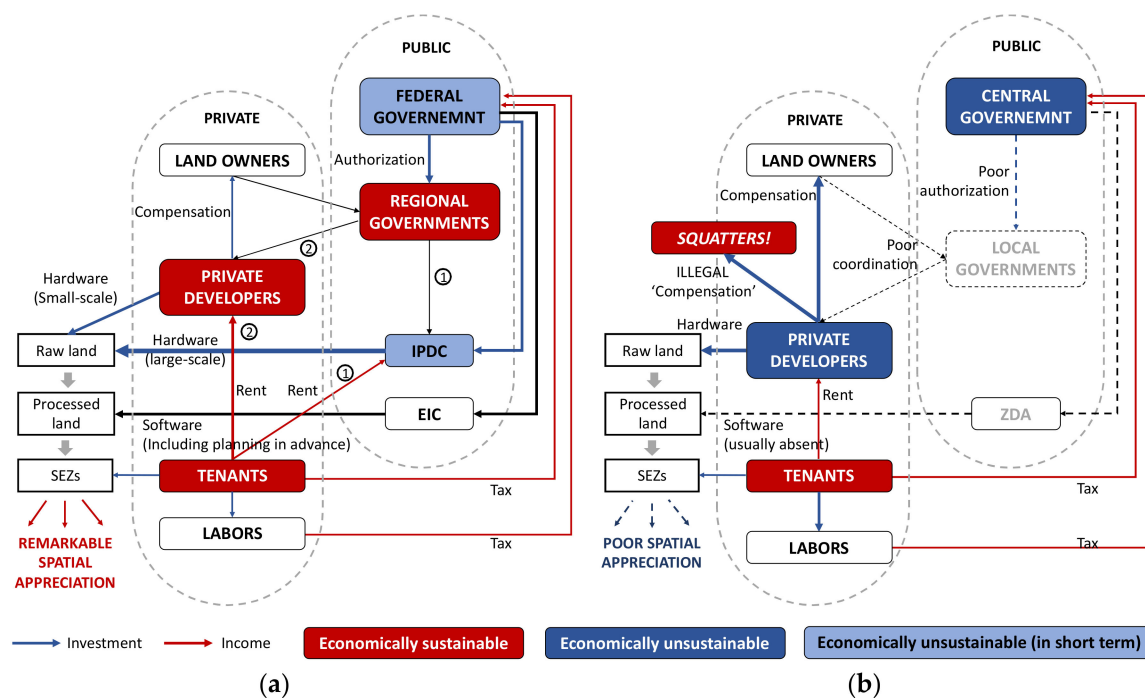 PUBLIC
FEDERAL
GOVERNEMNT
PRIVATE
LAND OWNERS
Authorization
REGIONAL
GOVERNMENTS
Compensation
②
PRIVATE
DEVELOPERS
Hardware
(Small-scale)
①
②
Raw land
Hardware
(large-scale)
IPDC
①
Rent
Rent
Processed
land
EIC
Software
(Including planning in advance)
SEZs
TENANTS
Tax
LABORS
Tax
REMARKABLE
SPATIAL
APPRECIATION
PUBLIC
CENTRAL
GOVERNEMNT
PRIVATE
LAND OWNERS
Poor
authorization
Compensation
SQUATTERS!
Poor
coordination
LOCAL
GOVERNMENTS
ILLEGAL
‘Compensation’
Hardware
Raw land
PRIVATE
DEVELOPERS
Rent
Processed
land
ZDA
Software
(usually absent)
SEZs
TENANTS
Tax
LABORS
Tax
POOR SPATIAL
APPRECIATION
Investment
Income
Economically sustainable
Economically unsustainable
Economically unsustainable (in short term)
(a)
(b)